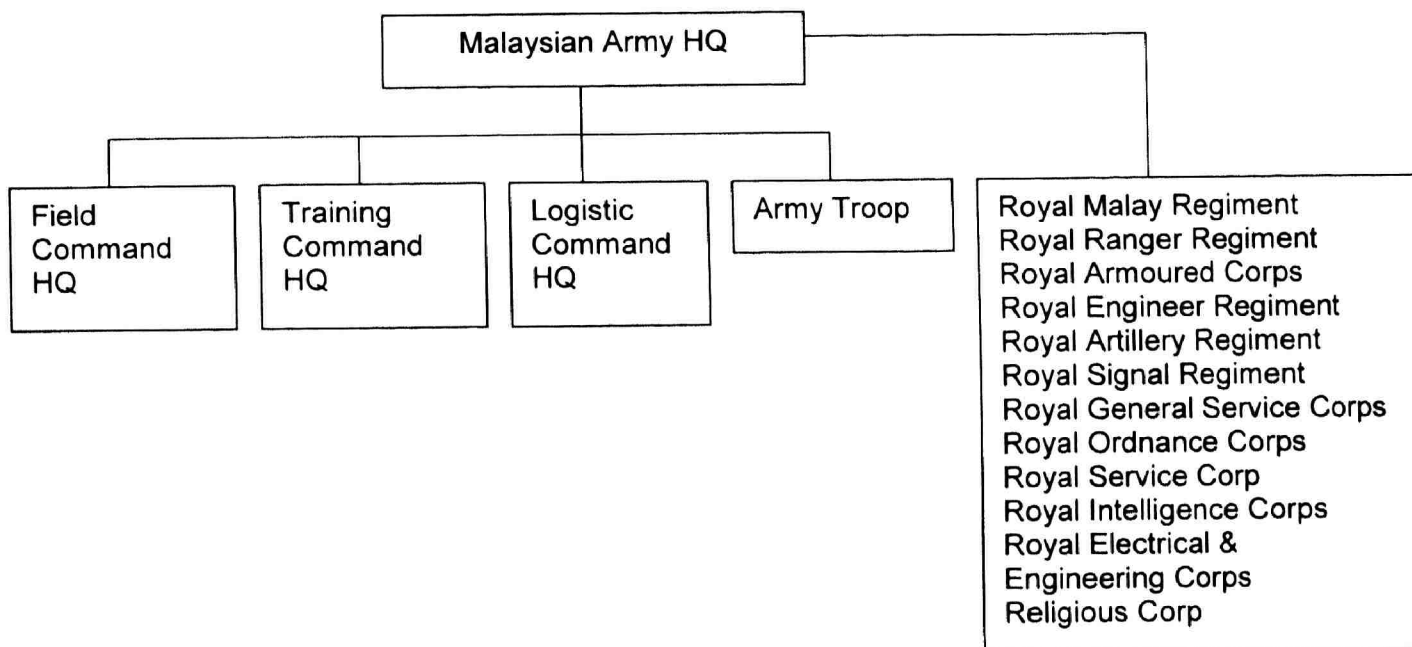 Malaysian Army HQ
Field
Command
HQ
Training
Command
HQ
Logistic
Command
HQ
Army Troop
Royal Malay Regiment
Royal Ranger Regiment
Royal Armoured Corps
Royal Engineer Regiment
Royal Artillery Regiment
Royal Signal Regiment
Royal General Service Corps
Royal Ordnance Corps
Royal Service Corp
Royal Intelligence Corps
Royal Electrical &
Engineering Corps
Religious Corp